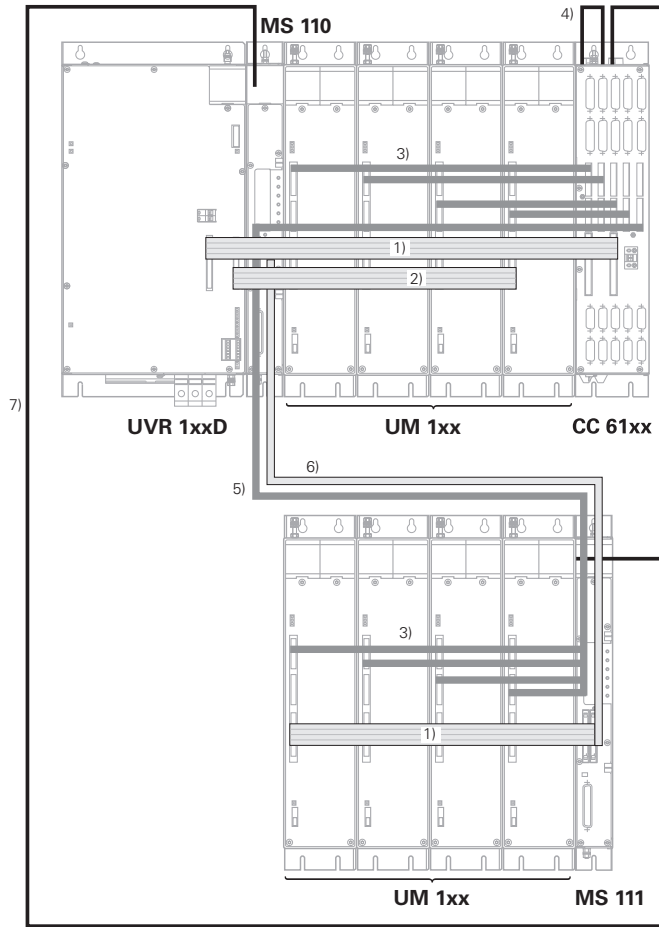 4)
MS 110
3)
1)
2)
7)
UVR 1xxD
UM 1xx
CC 61xx
6)
5)
3)
1)
UM 1xx
MS 111